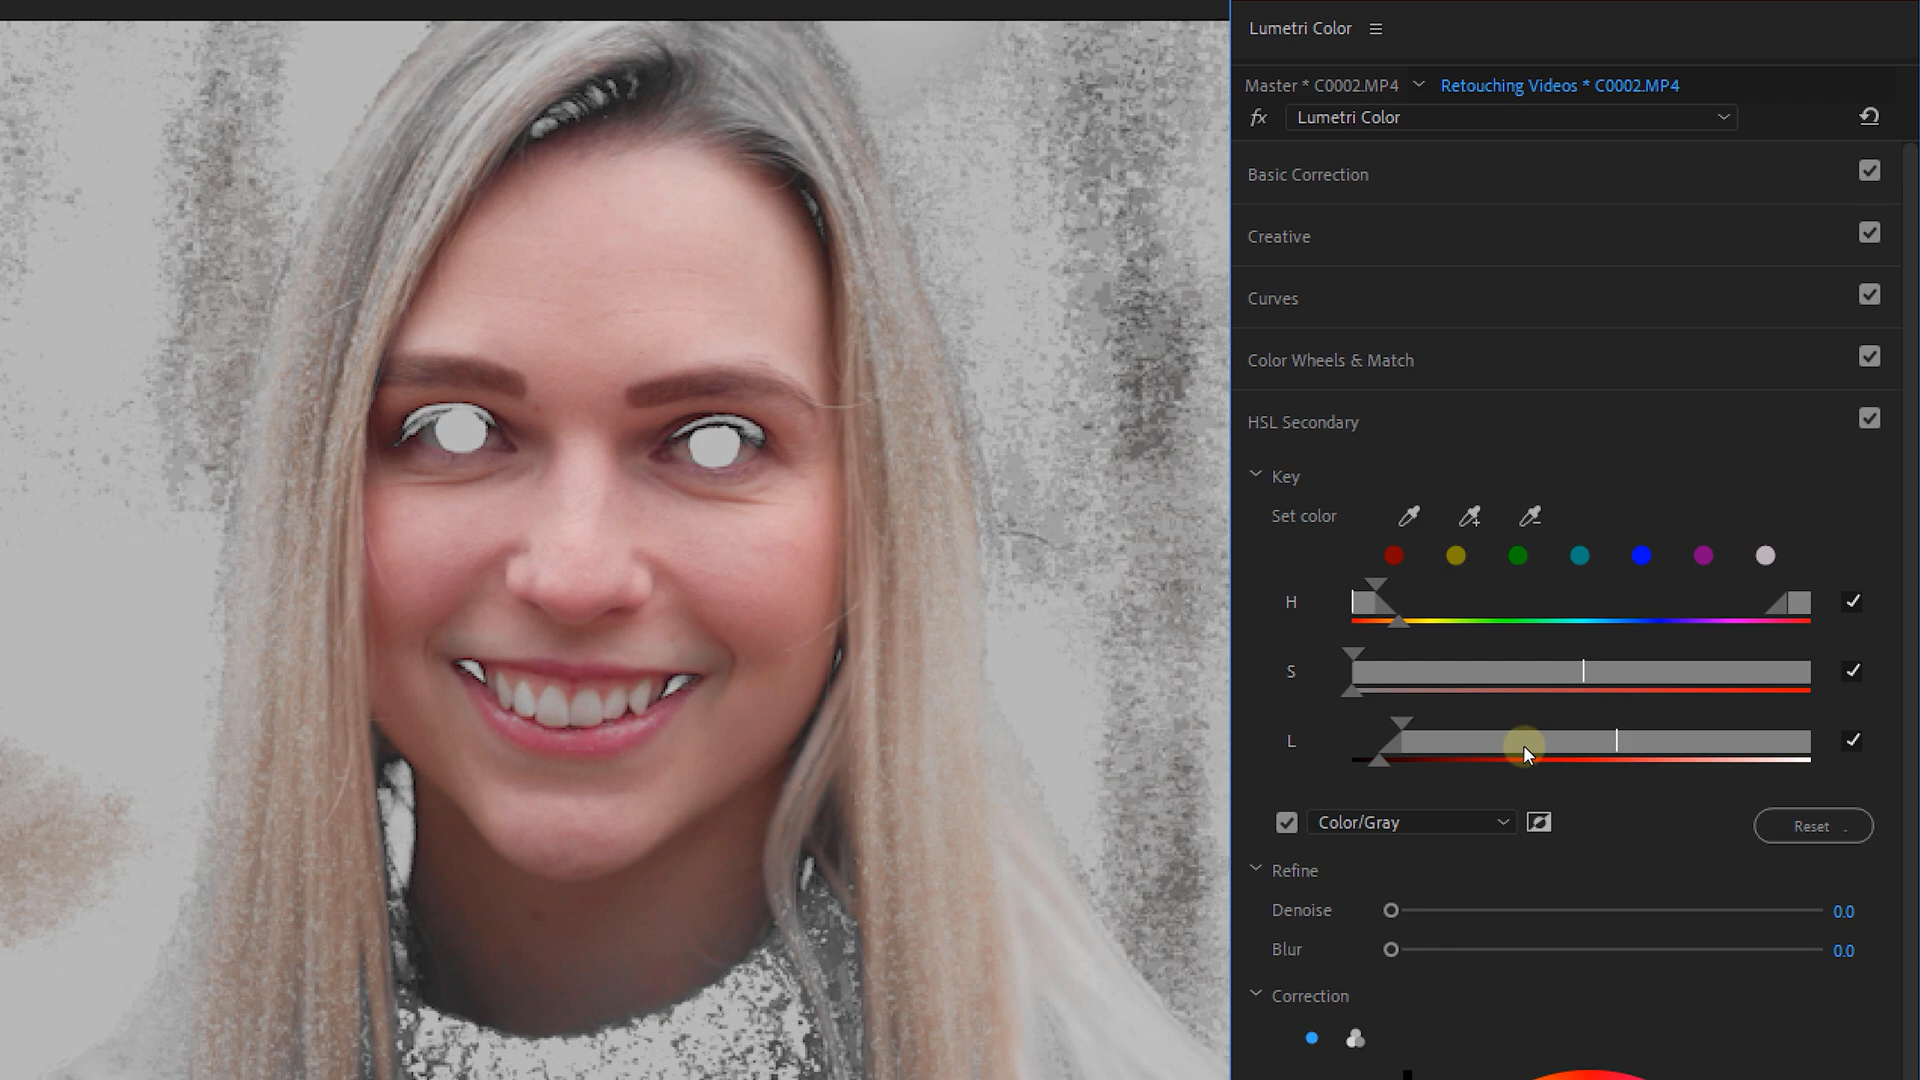 Lumetri Color
Master * C0002.MP4 Retouching Videos * C0002.MP4
fx Lumetri Color
Basic Correction
Creative
Curves
Color Wheels & Match
HSL Secondary
Key
Set color
H
S
L
Color/Gray Reset
Refine
Denoise 0.0
Blur 0.0
Correction